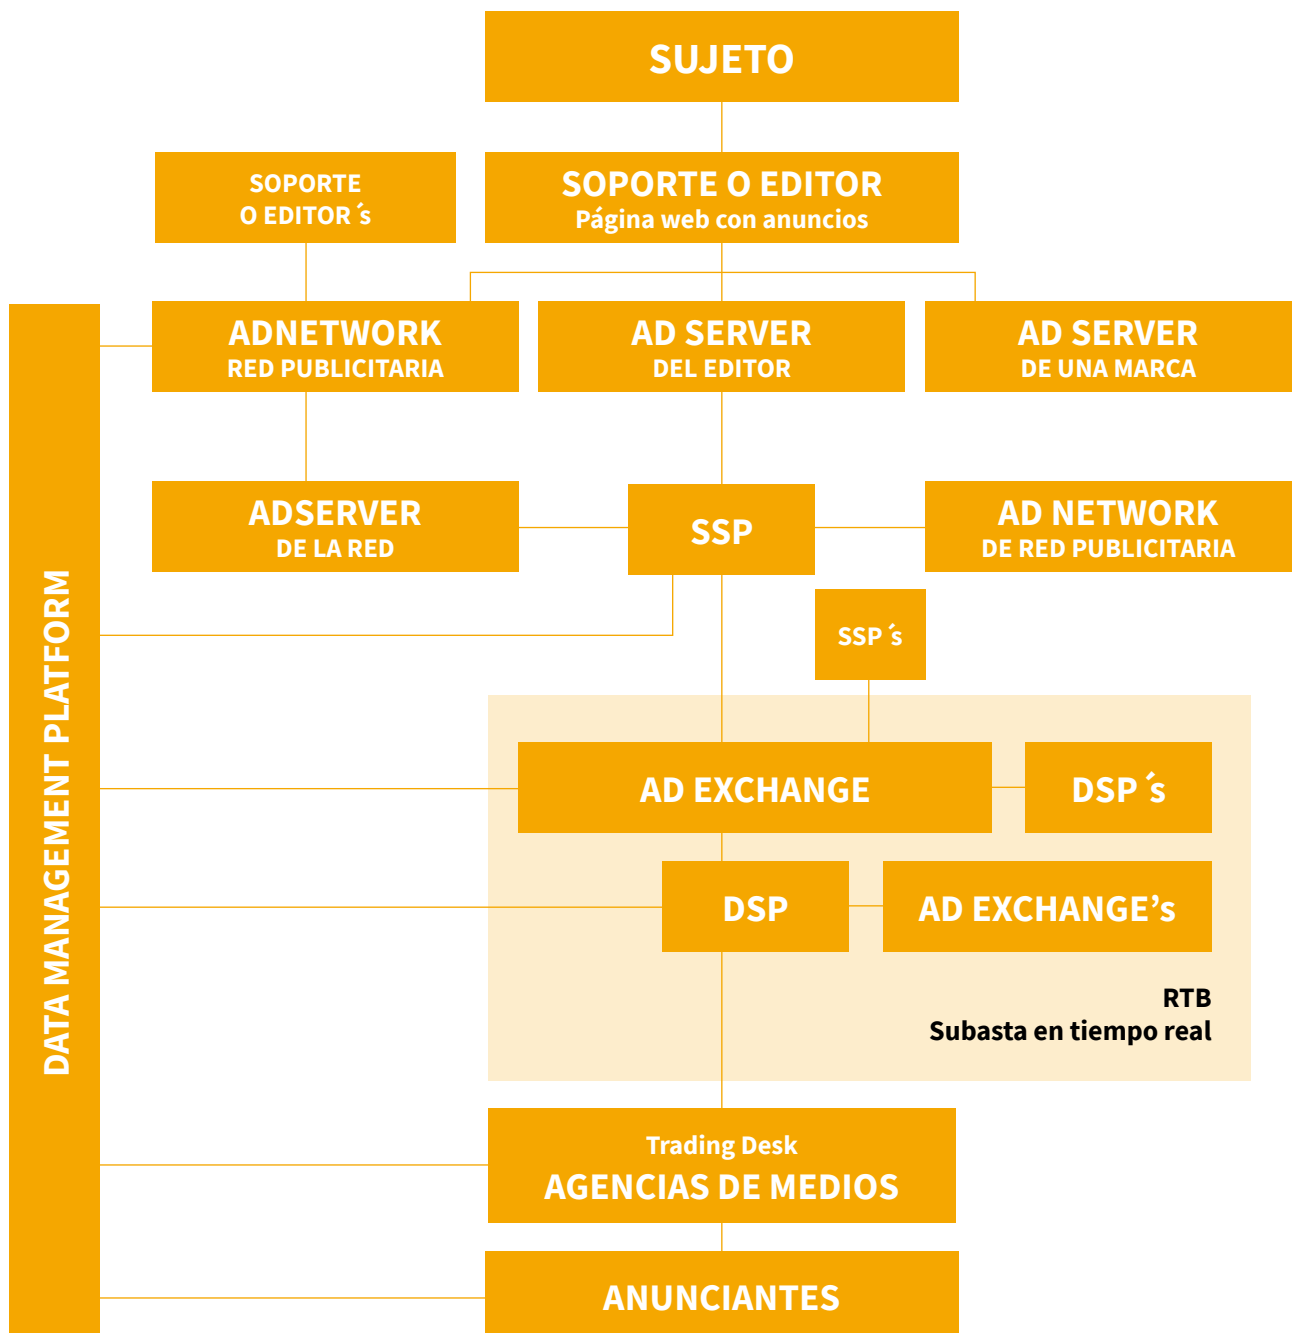 SUJETO
SOPORTE
O EDITOR´s
SOPORTE O EDITOR
Página web con anuncios
ADNETWORK
RED PUBLICITARIA
AD SERVER
DEL EDITOR
AD SERVER
DE UNA MARCA
ADSERVER
DE LA RED
SSP
AD NETWORK
DE RED PUBLICITARIA
SSP´s
DATA MANAGEMENT PLATFORM
AD EXCHANGE
DSP´s
DSP
AD EXCHANGE’s
RTB
Subasta en tiempo real
Trading Desk
AGENCIAS DE MEDIOS
ANUNCIANTES